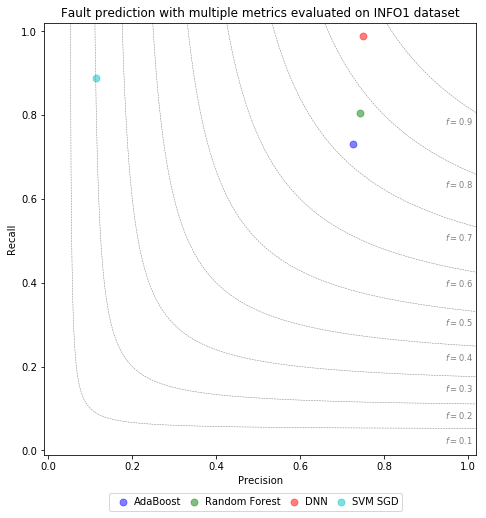 Fault prediction with multiple metrics evaluated on INFO1 dataset
1.0
0.8
0.6
0.4
0.2
0.0
Recall
f = 0.9
f = 0.8
f = 0.7
f = 0.6
f = 0.5
f = 0.4
f = 0.3
f = 0.2
f = 0.1
0.0 0.2 0.4 0.6 0.8 1.0
Precision
AdaBoost Random Forest DNN SVM SGD